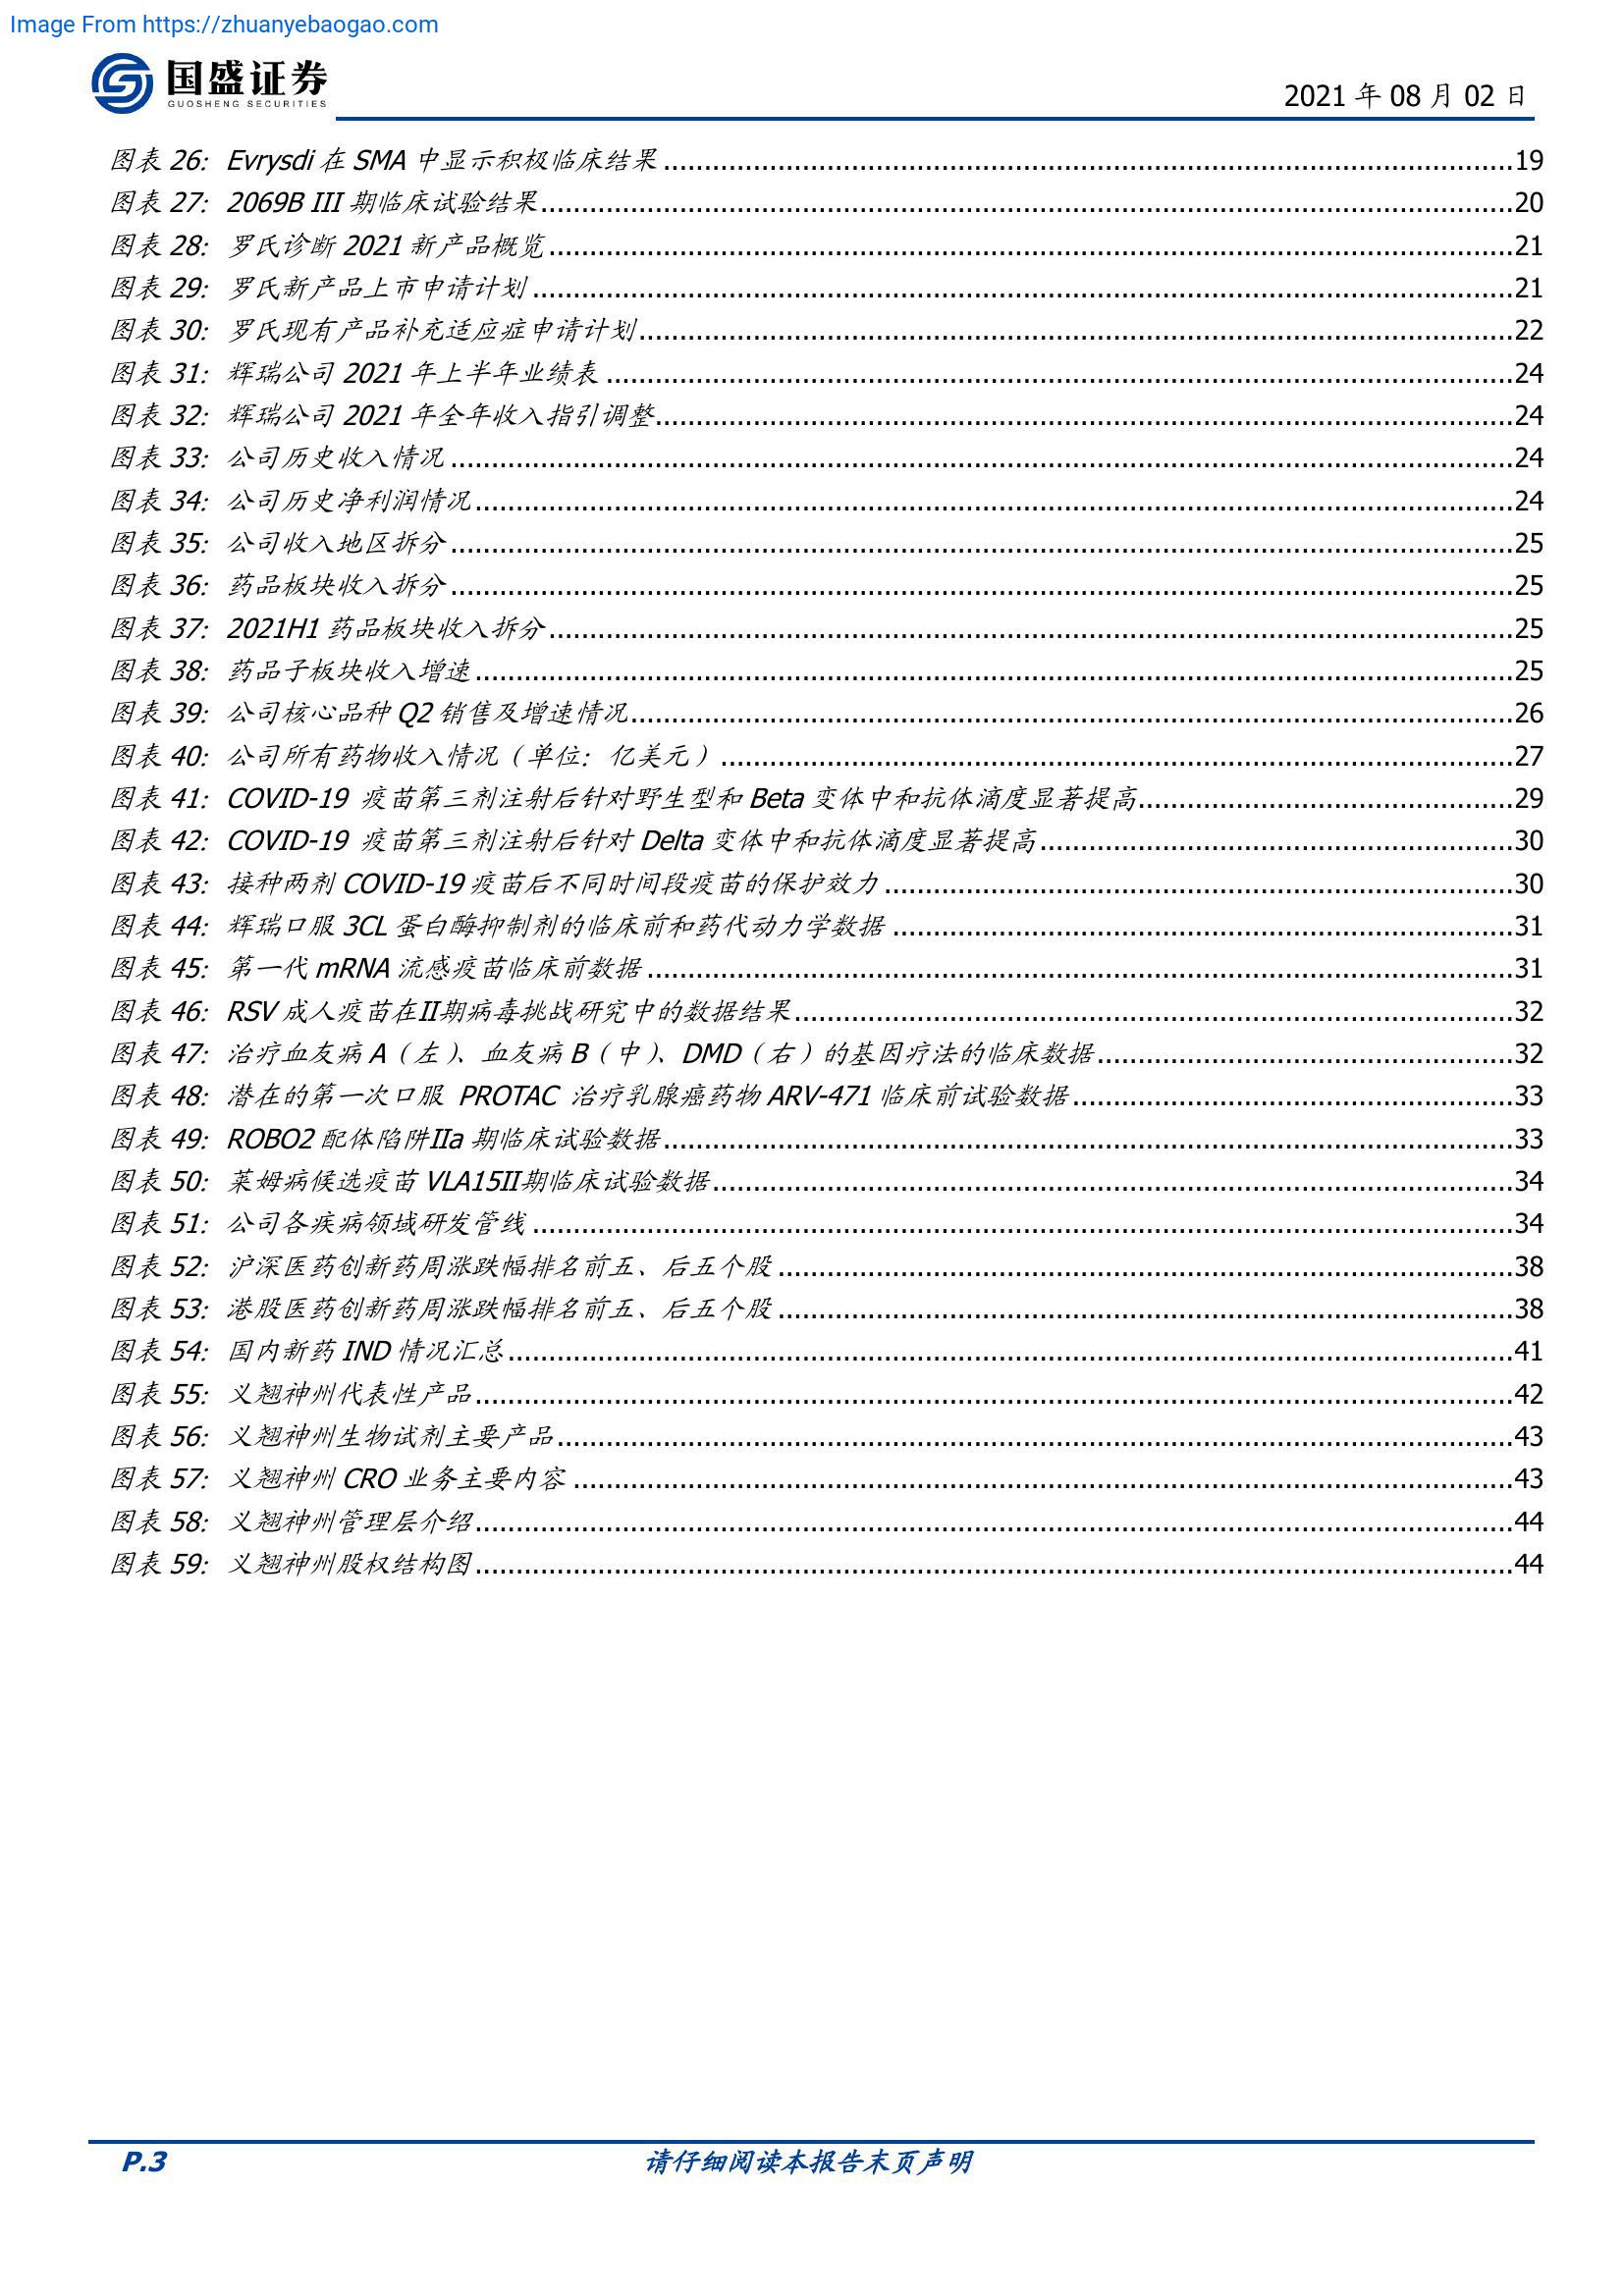 Image From https://zhuanyebaogao.com
国盛证券
GUOSHENG SECURITIES
2021 年 08 月 02 日
图表 26: Evrysdi 在 SMA 中显示积极临床结果 19
图表 27: 2069B III 期临床试验结果 20
图表 28: 罗氏诊断 2021 新产品概览 21
图表 29: 罗氏新产品上市申请计划 21
图表 30: 罗氏现有产品补充适应症申请计划 22
图表 31: 辉瑞公司 2021 年上半年业绩表 24
图表 32: 辉瑞公司 2021 年全年收入指引调整 24
图表 33: 公司历史收入情况 24
图表 34: 公司历史净利润情况 24
图表 35: 公司收入地区拆分 25
图表 36: 药品板块收入拆分 25
图表 37: 2021H1 药品板块收入拆分 25
图表 38: 药品子板块收入增速 25
图表 39: 公司核心品种 Q2 销售及增速情况 26
图表 40: 公司所有药物收入情况（单位: 亿美元） 27
图表 41: COVID-19 疫苗第三剂注射后针对野生型和 Beta 变体中和抗体滴度显著提高 29
图表 42: COVID-19 疫苗第三剂注射后针对 Delta 变体中和抗体滴度显著提高 30
图表 43: 接种两剂 COVID-19 疫苗后不同时间段疫苗的保护效力 30
图表 44: 辉瑞口服 3CL 蛋白酶抑制剂的临床前和药代动力学数据 31
图表 45: 第一代 mRNA 流感疫苗临床前数据 31
图表 46: RSV 成人疫苗在II期病毒挑战研究中的数据结果 32
图表 47: 治疗血友病 A（左）、血友病 B（中）、DMD（右）的基因疗法的临床数据 32
图表 48: 潜在的第一次口服 PROTAC 治疗乳腺癌药物 ARV-471 临床前试验数据 33
图表 49: ROBO2 配体陷阱IIa 期临床试验数据 33
图表 50: 莱姆病候选疫苗 VLA15II期临床试验数据 34
图表 51: 公司各疾病领域研发管线 34
图表 52: 沪深医药创新药周涨跌幅排名前五、后五个股 38
图表 53: 港股医药创新药周涨跌幅排名前五、后五个股 38
图表 54: 国内新药 IND 情况汇总 41
图表 55: 义翘神州代表性产品 42
图表 56: 义翘神州生物试剂主要产品 43
图表 57: 义翘神州 CRO 业务主要内容 43
图表 58: 义翘神州管理层介绍 44
图表 59: 义翘神州股权结构图 44
P.3 请仔细阅读本报告末页声明